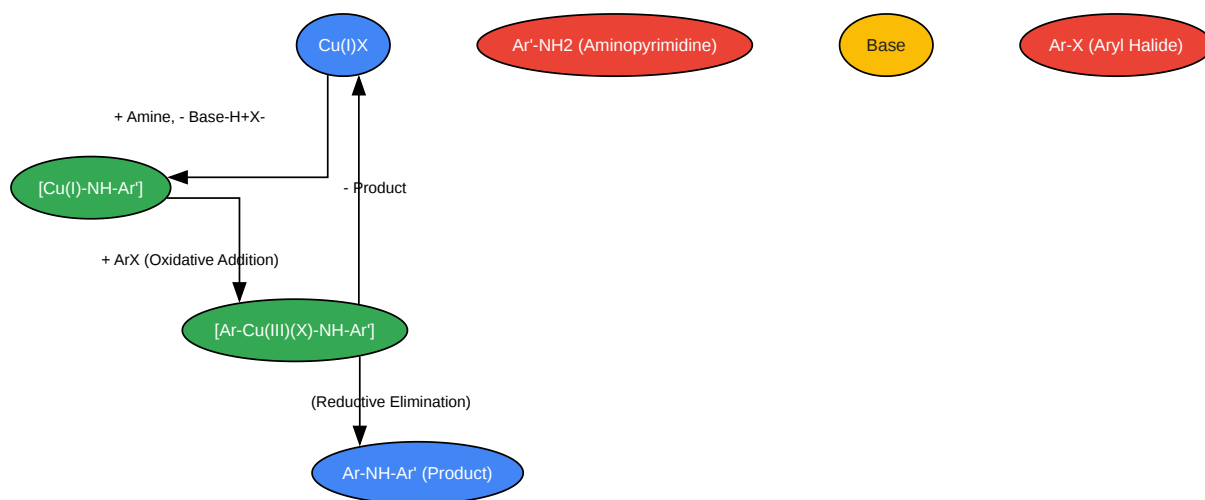 Cu(I)X
Ar'-NH2 (Aminopyrimidine)
Base
Ar-X (Aryl Halide)
+ Amine, - Base-H+X-
[Cu(I)-NH-Ar']
- Product
+ ArX (Oxidative Addition)
[Ar-Cu(III)(X)-NH-Ar']
(Reductive Elimination)
Ar-NH-Ar' (Product)